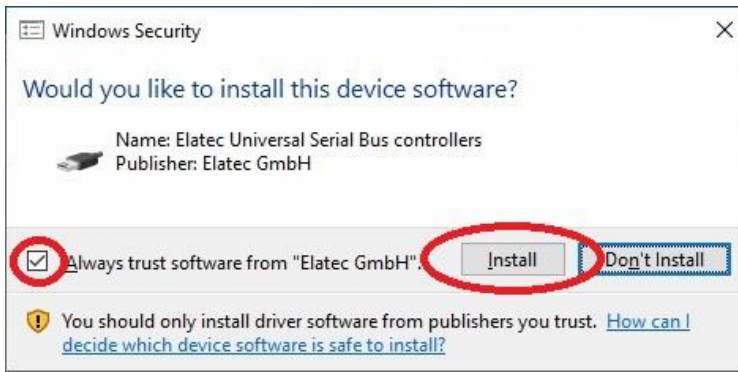 Windows Security
Would you like to install this device software?
Name: Elatec Universal Serial Bus controllers
Publisher: Elatec GmbH
Always trust software from "Elatec GmbH". Install Don't Install
You should only install driver software from publishers you trust. How can I
decide which device software is safe to install?